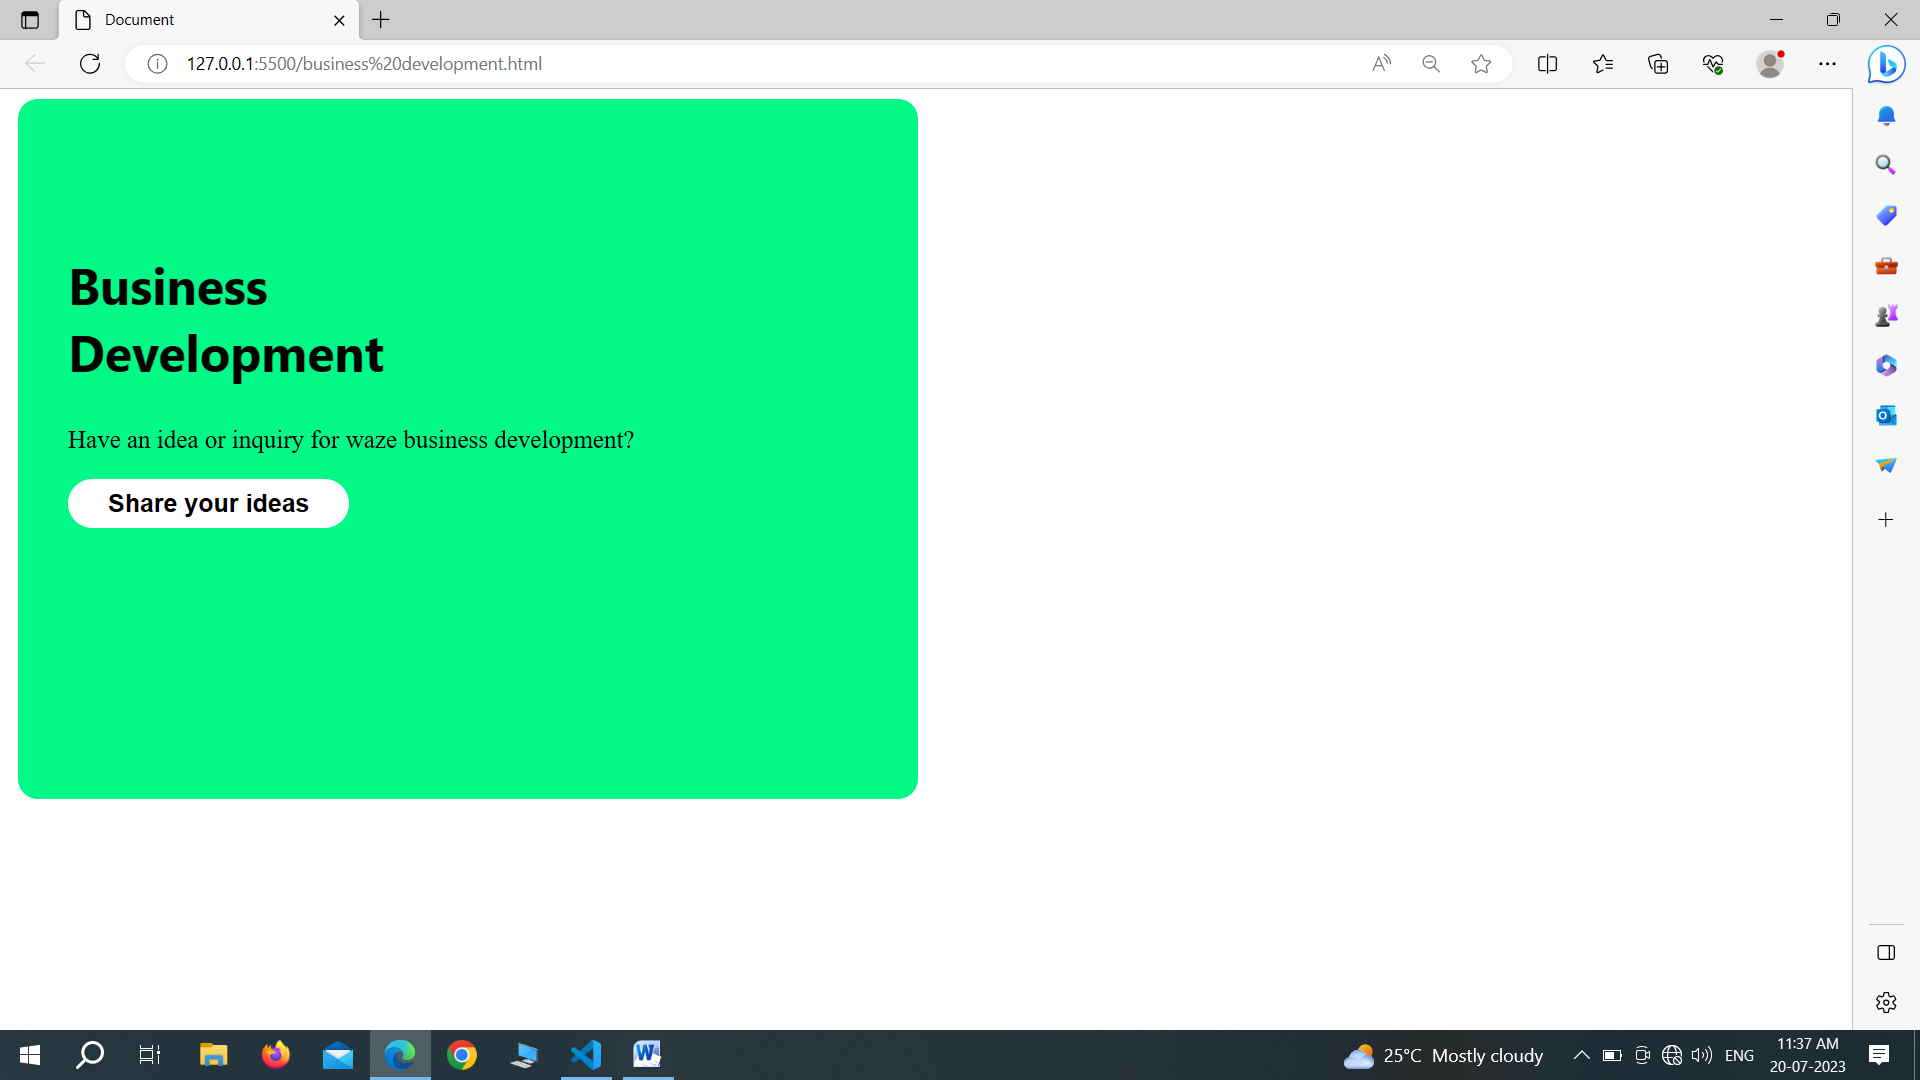 Document
127.0.0.1:5500/business%20development.html
Business
Development
Have an idea or inquiry for waze business development?
Share your ideas
25°C Mostly cloudy
ENG
11:37 AM
20-07-2023